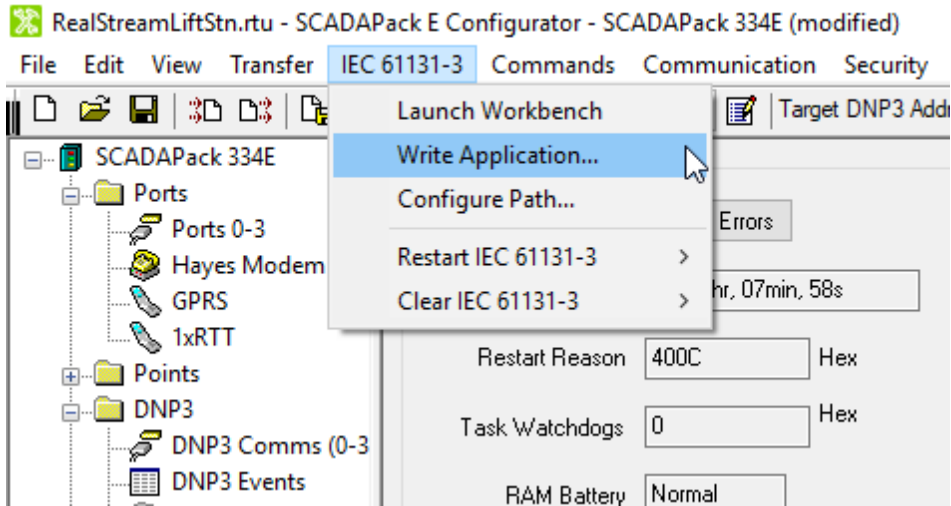 RealStreamLiftStn.rtu - SCADAPack E Configurator - SCADAPack 334E (modified)
File Edit View Transfer IEC 61131-3 Commands Communication Security
Target DNP3 Addr
Launch Workbench
Write Application...
Configure Path...
Restart IEC 61131-3 >
Clear IEC 61131-3 >
SCADAPack 334E
Ports
Ports 0-3
Hayes Modem
GPRS
1xRTT
Points
DNP3
DNP3 Comms (0-3
DNP3 Events
Errors
hr, 07min, 58s
Restart Reason 400C Hex
Task Watchdogs 0 Hex
RAM Battery Normal